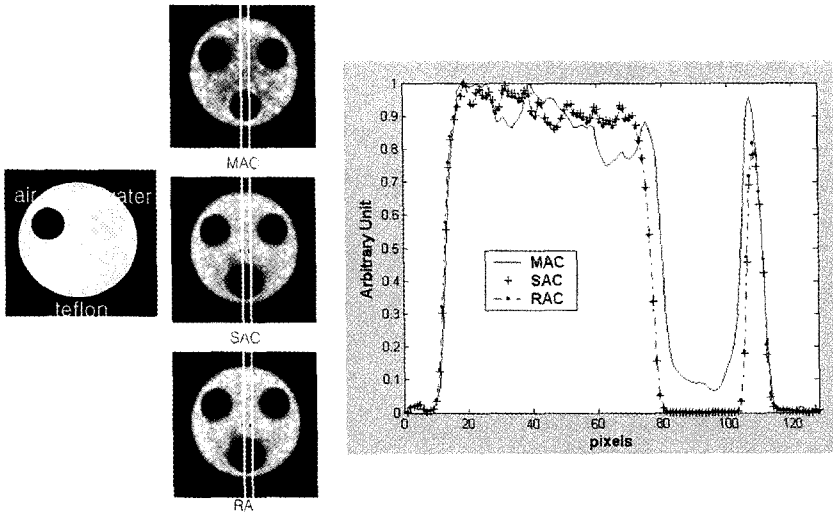 MAC
air water
teflon
SAC
RA
Arbitrary Unit
1
0.9
0.8
0.7
0.6
0.5
0.4
0.3
0.2
0.1
0
MAC
SAC
RAC
0 20 40 60 80 100 120
pixels